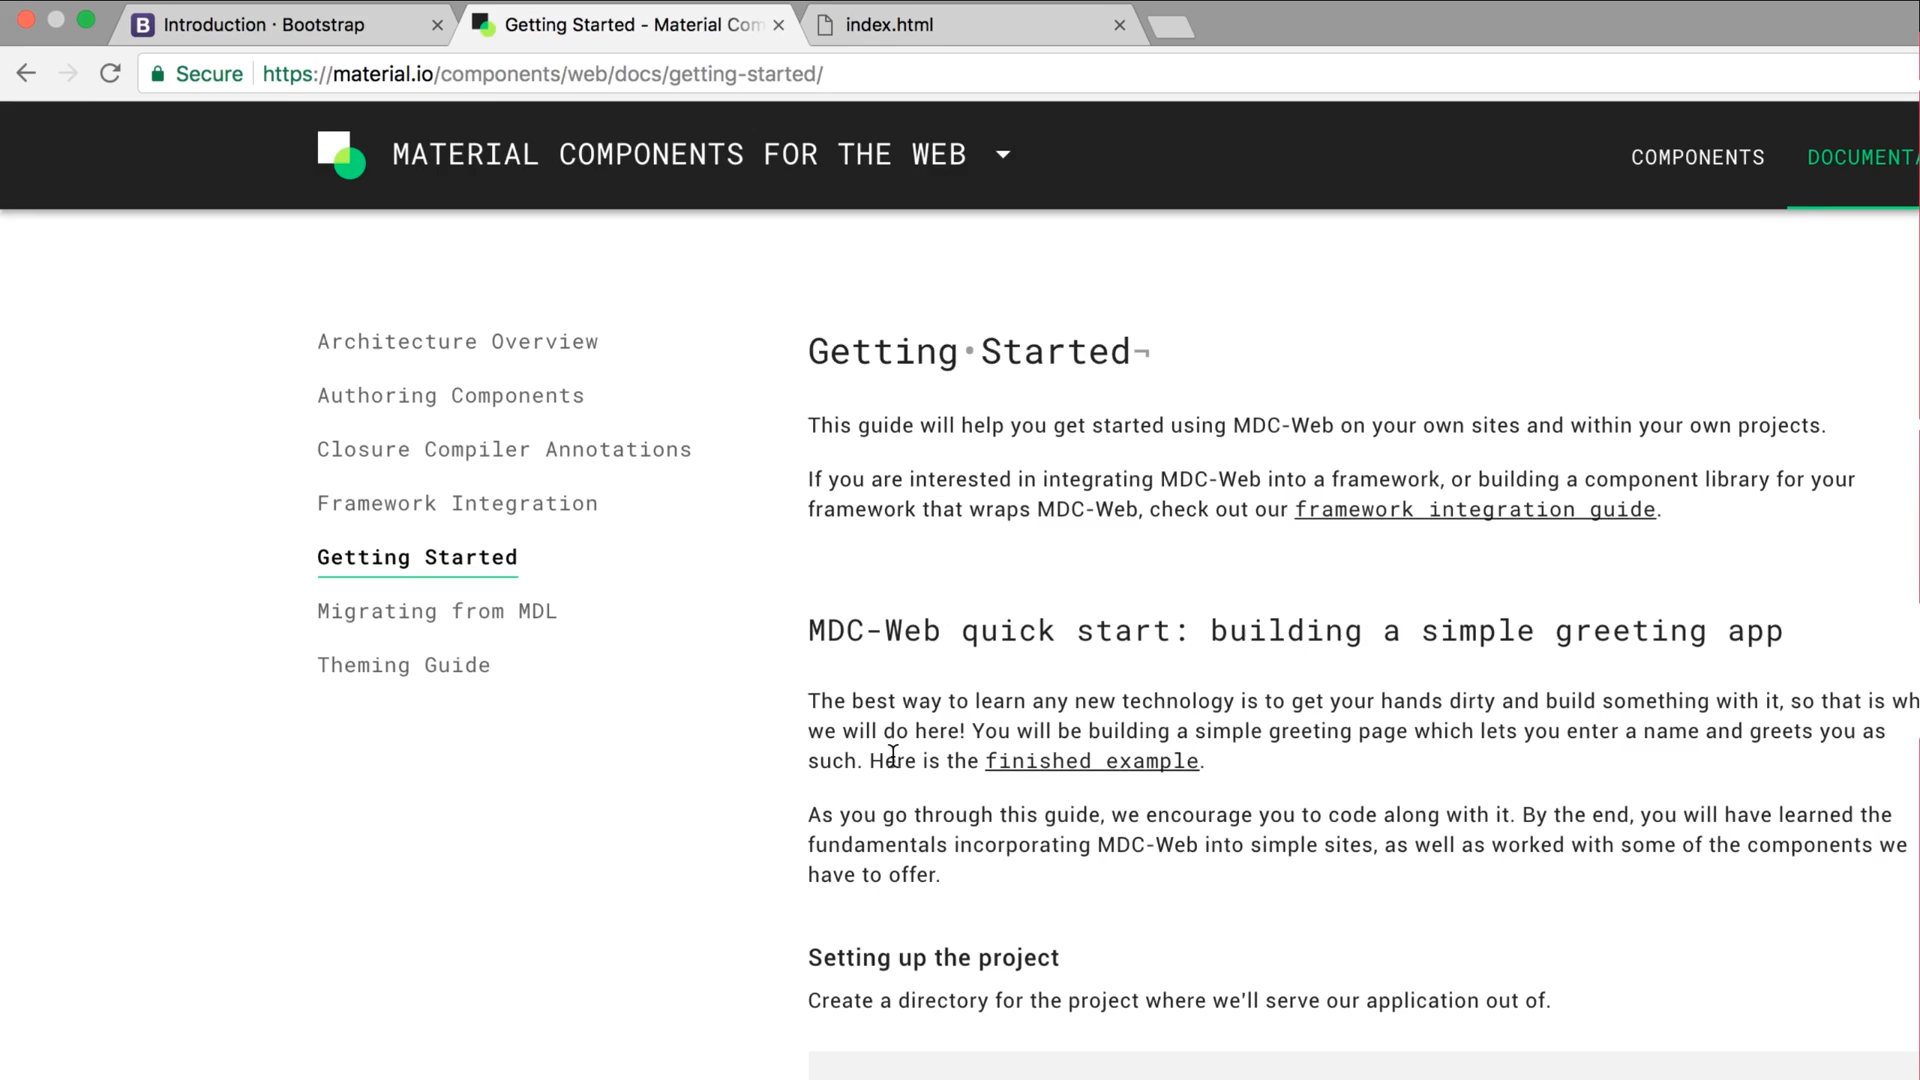 Introduction · Bootstrap
Getting Started - Material Com
index.html
Secure
https://material.io/components/web/docs/getting-started/
MATERIAL COMPONENTS FOR THE WEB
COMPONENTS
DOCUMENTA
Architecture Overview
Authoring Components
Closure Compiler Annotations
Framework Integration
Getting Started
Migrating from MDL
Theming Guide
Getting·Started¬
This guide will help you get started using MDC-Web on your own sites and within your own projects.
If you are interested in integrating MDC-Web into a framework, or building a component library for your
framework that wraps MDC-Web, check out our framework integration guide.
MDC-Web quick start: building a simple greeting app
The best way to learn any new technology is to get your hands dirty and build something with it, so that is wh
we will do here! You will be building a simple greeting page which lets you enter a name and greets you as
such. Here is the finished example.
As you go through this guide, we encourage you to code along with it. By the end, you will have learned the
fundamentals incorporating MDC-Web into simple sites, as well as worked with some of the components we
have to offer.
Setting up the project
Create a directory for the project where we'll serve our application out of.